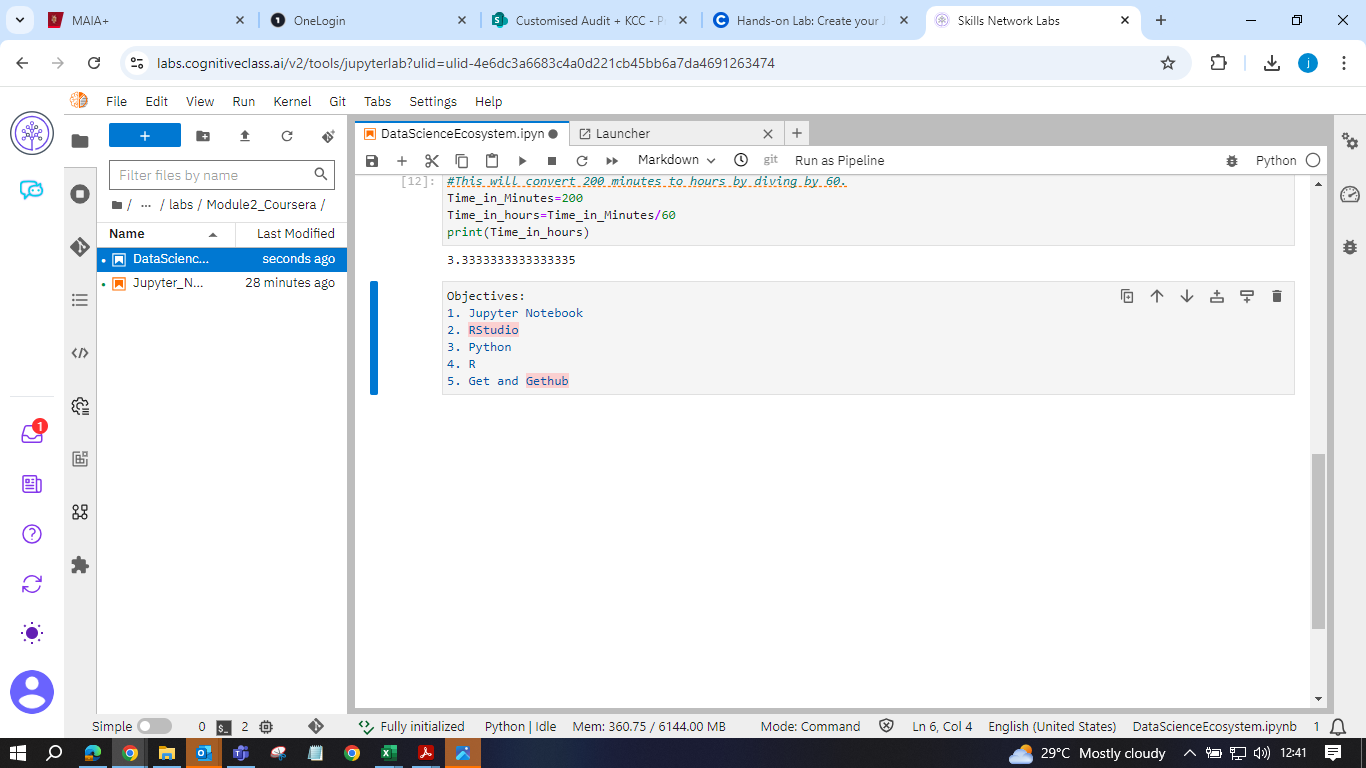 MAIA+
OneLogin
Customised Audit + KCC - P
Hands-on Lab: Create your J
Skills Network Labs
labs.cognitiveclass.ai/v2/tools/jupyterlab?ulid=ulid-4e6dc3a6683c4a0d221cb45bb6a7da4691263474
j
File Edit View Run Kernel Git Tabs Settings Help
Filter files by name
/ ... / labs / Module2_Coursera /
Name Last Modified
DataScienc... seconds ago
Jupyter_N... 28 minutes ago
1
DataScienceEcosystem.ipyn
Launcher
Markdown
git
Run as Pipeline
Python
[12]: #This will convert 200 minutes to hours by diving by 60.
Time_in_Minutes=200
Time_in_hours=Time_in_Minutes/60
print(Time_in_hours)
3.3333333333333335
Objectives:
1. Jupyter Notebook
2. RStudio
3. Python
4. R
5. Get and Gethub
Simple 0 $_ 2 Fully initialized Python | Idle Mem: 360.75 / 6144.00 MB Mode: Command Ln 6, Col 4 English (United States) DataScienceEcosystem.ipynb 1
29°C Mostly cloudy 12:41